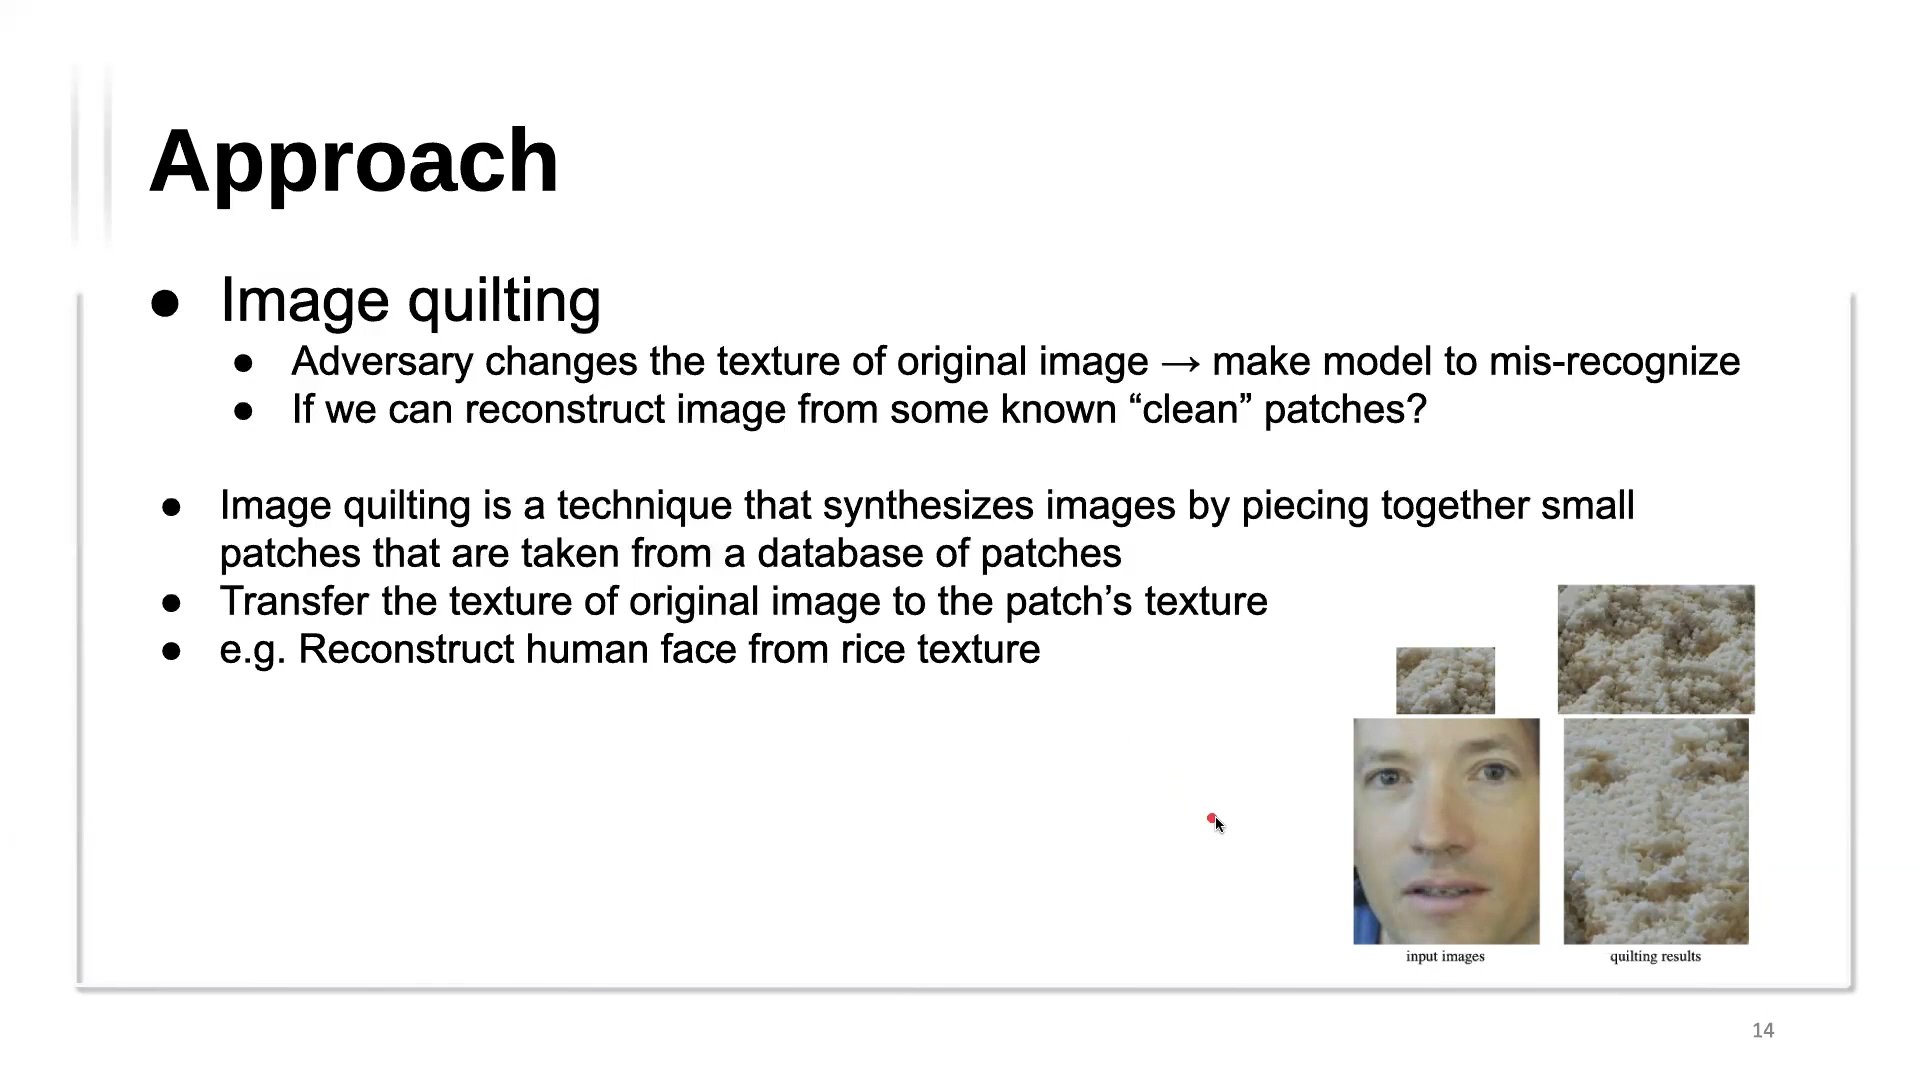 Approach
● Image quilting
● Adversary changes the texture of original image → make model to mis-recognize
● If we can reconstruct image from some known “clean” patches?
● Image quilting is a technique that synthesizes images by piecing together small
patches that are taken from a database of patches
● Transfer the texture of original image to the patch’s texture
● e.g. Reconstruct human face from rice texture
input images
quilting results
14